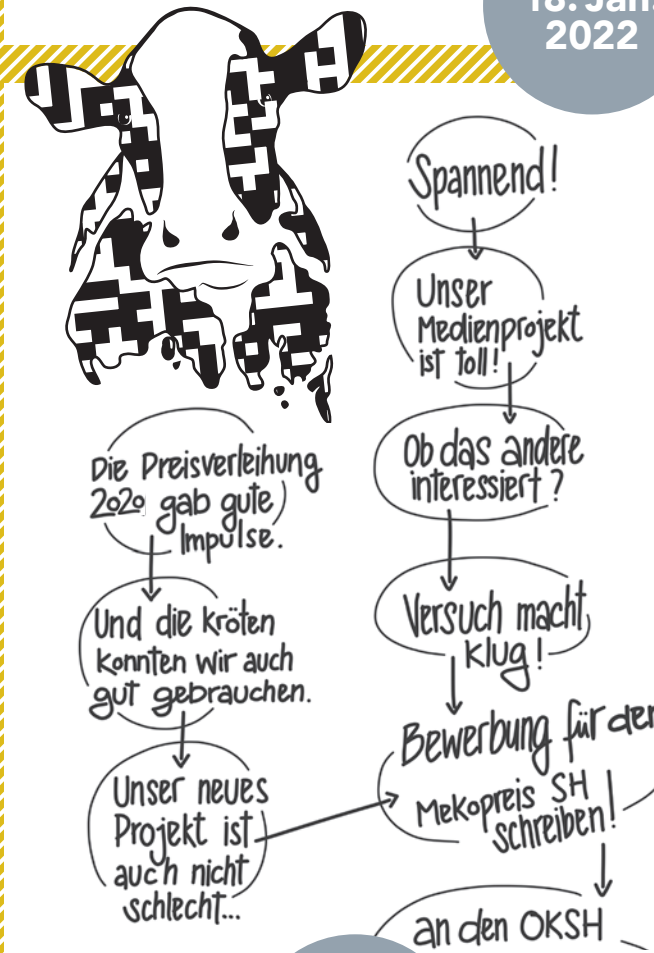 18. Jan.
2022
Spannend!
Unser
Medienprojekt
ist toll!
Ob das andere
interessiert?
Versuch macht
klug!
Die Preisverleihung
2020 gab gute
Impulse.
Und die Kröten
konnten wir auch
gut gebrauchen.
Unser neues
Projekt ist
auch nicht
schlecht...
Bewerbung für den
Mekopreis SH
schreiben!
an den OKSH